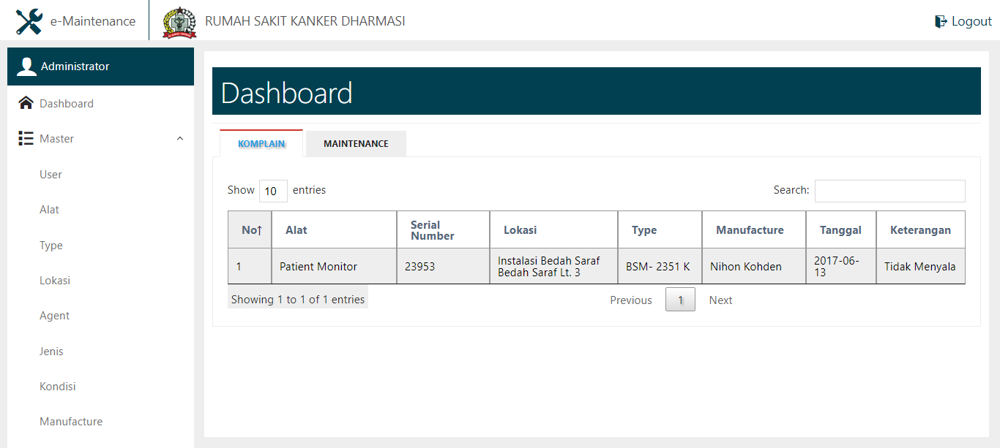 e-Maintenance
RUMAH SAKIT KANKER DHARMASI
Logout
Administrator
Dashboard
Master
User
Alat
Type
Lokasi
Agent
Jenis
Kondisi
Manufacture
Dashboard
KOMPLAIN
MAINTENANCE
Show 10 entries
Search:
No↑ Alat Serial Number Lokasi Type Manufacture Tanggal Keterangan
1 Patient Monitor 23953 Instalasi Bedah Saraf Bedah Saraf Lt. 3 BSM- 2351 K Nihon Kohden 2017-06-13 Tidak Menyala
Showing 1 to 1 of 1 entries
Previous 1 Next